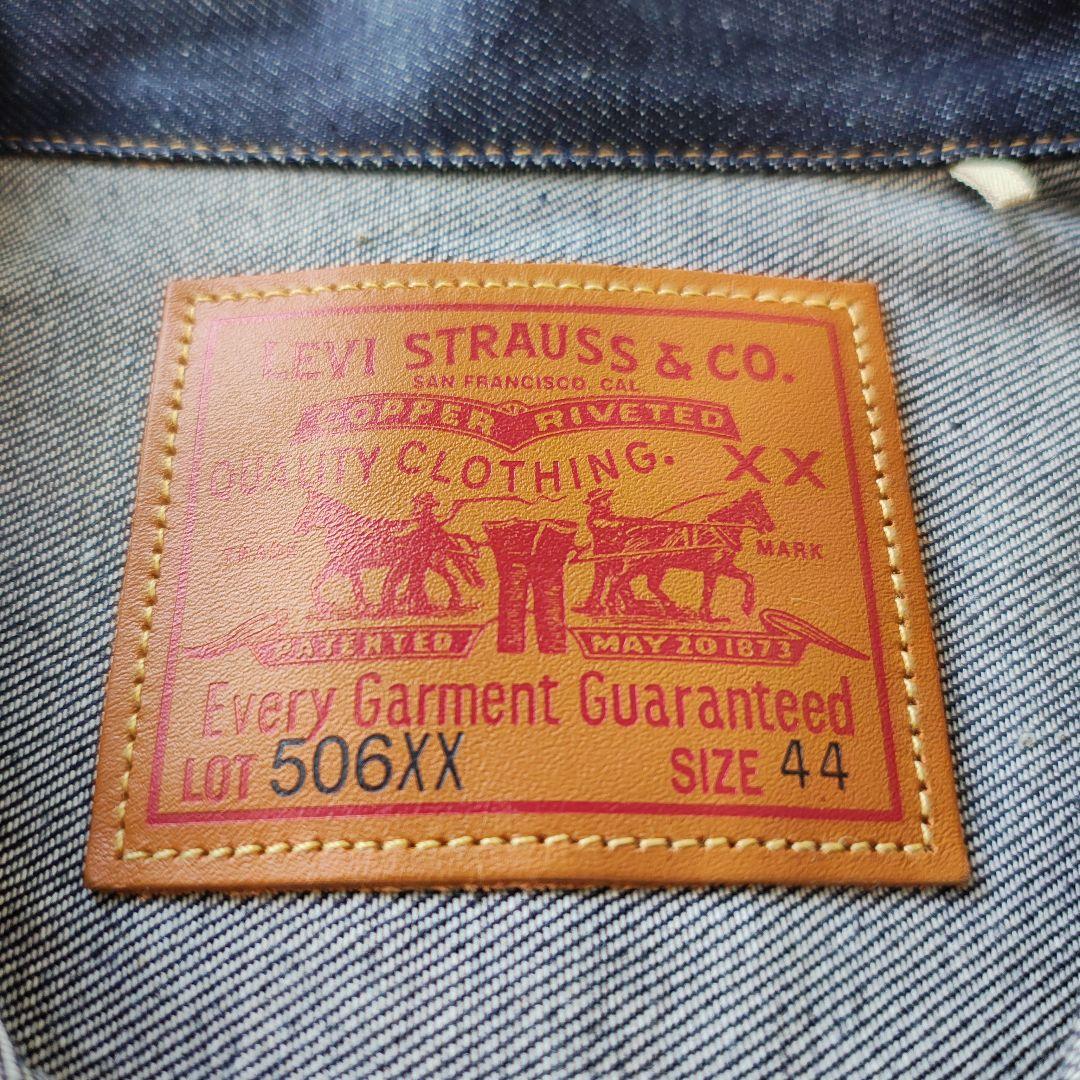 LEVI STRAUSS & CO.
SAN FRANCISCO. CAL
COPPER RIVETED
QUALITY CLOTHING. XX
TRADE MARK
PATENTED MAY 20 1873
Every Garment Guaranteed
LOT 506XX SIZE 44